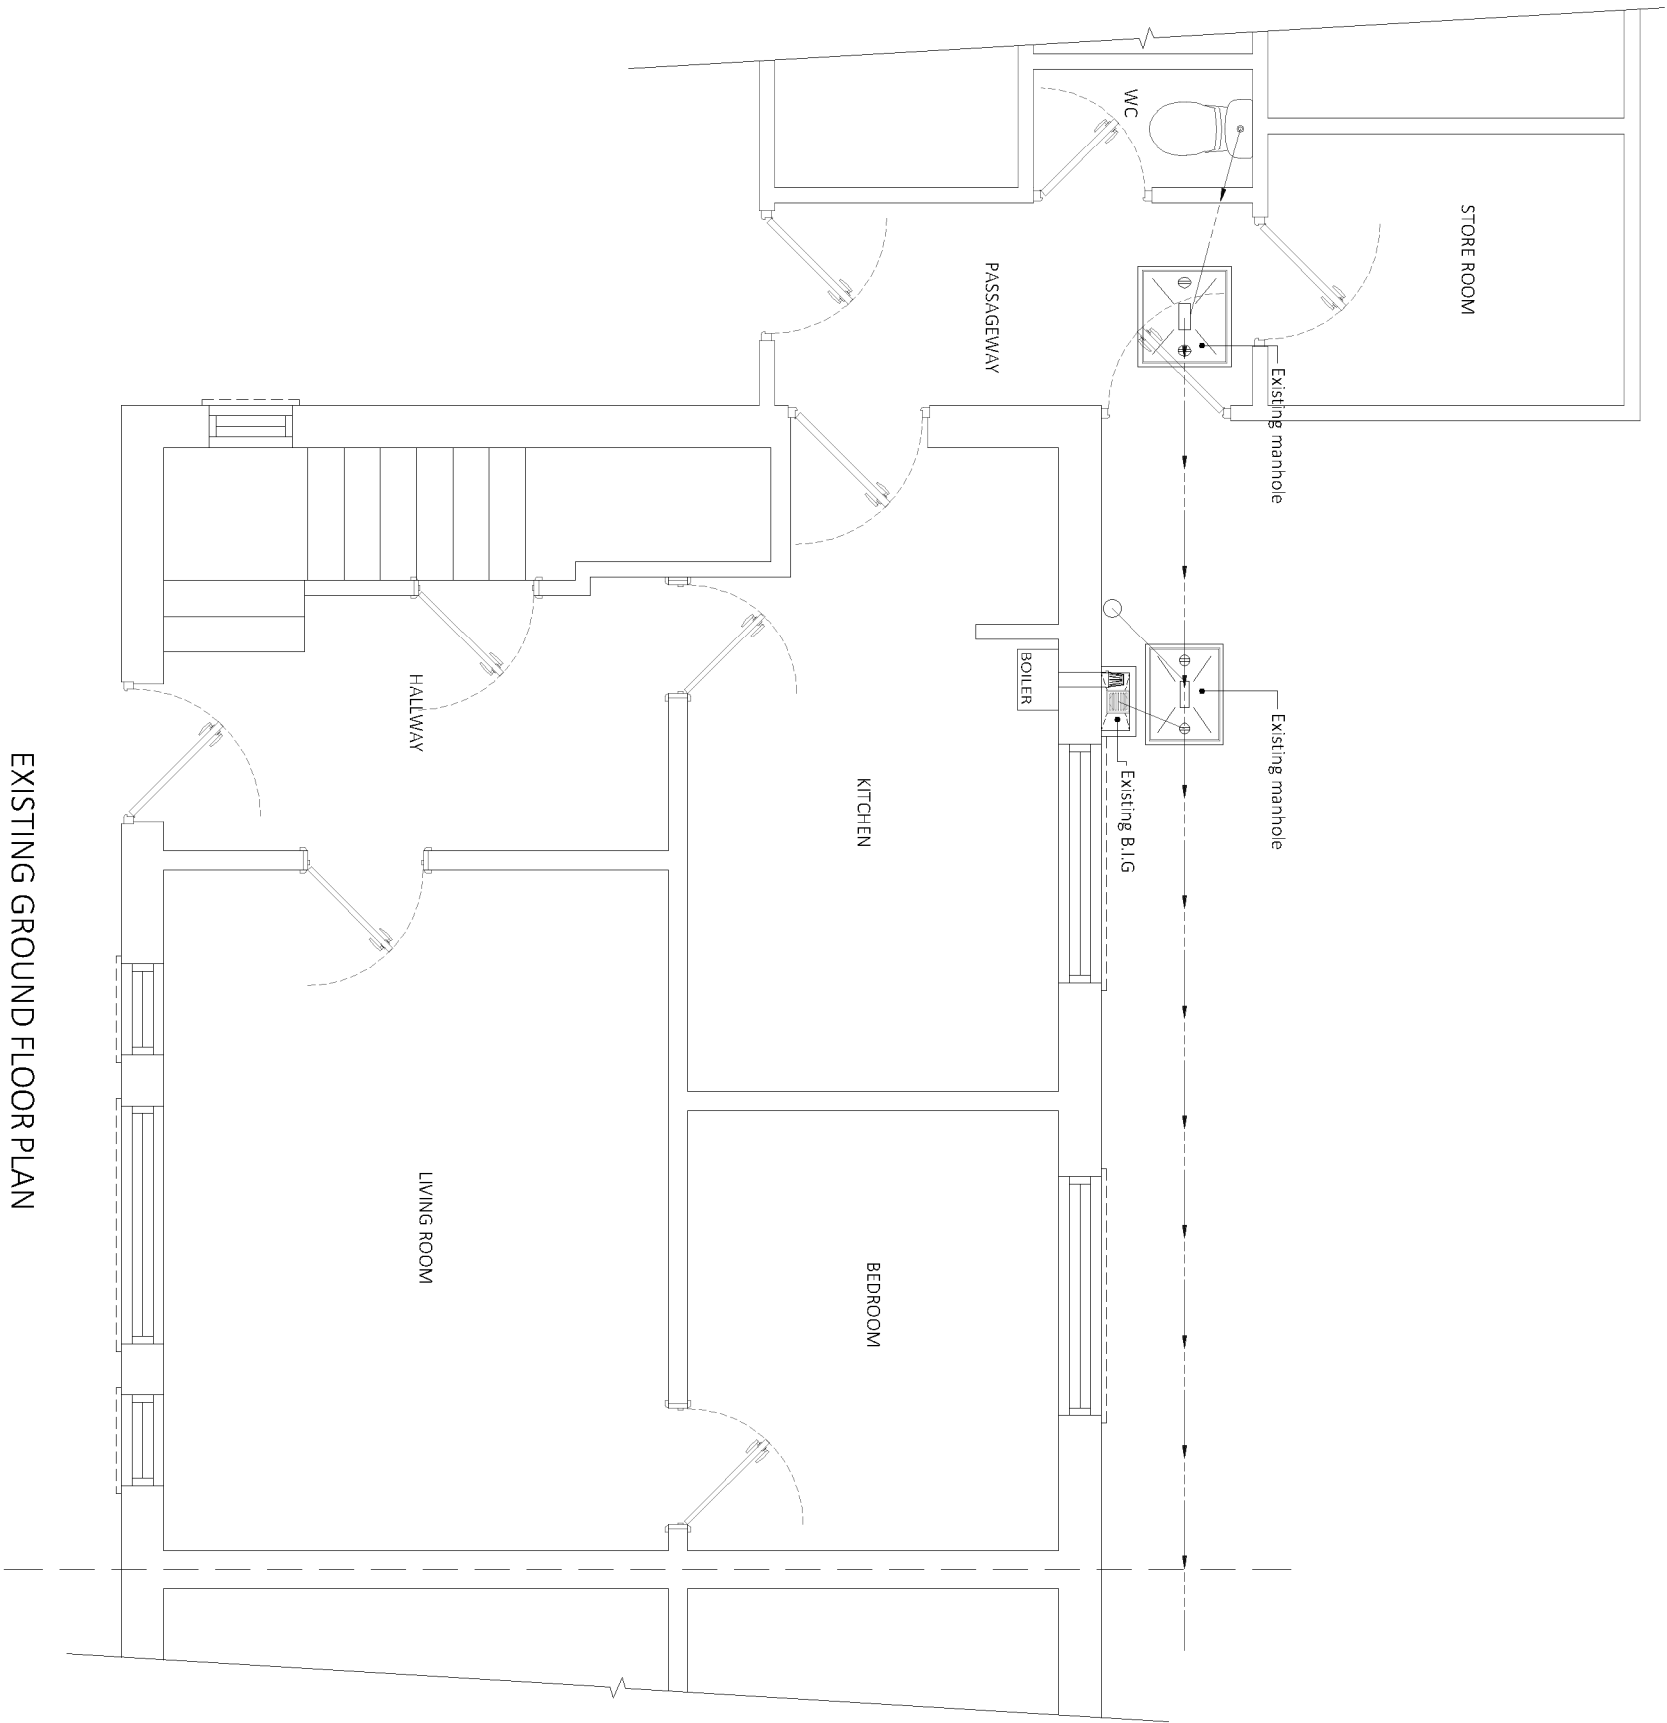 STORE ROOM
WC
PASSAGEWAY
Existing manhole
Existing manhole
Existing B.I.G
BOILER
KITCHEN
HALLWAY
BEDROOM
LIVING ROOM
EXISTING GROUND FLOOR PLAN